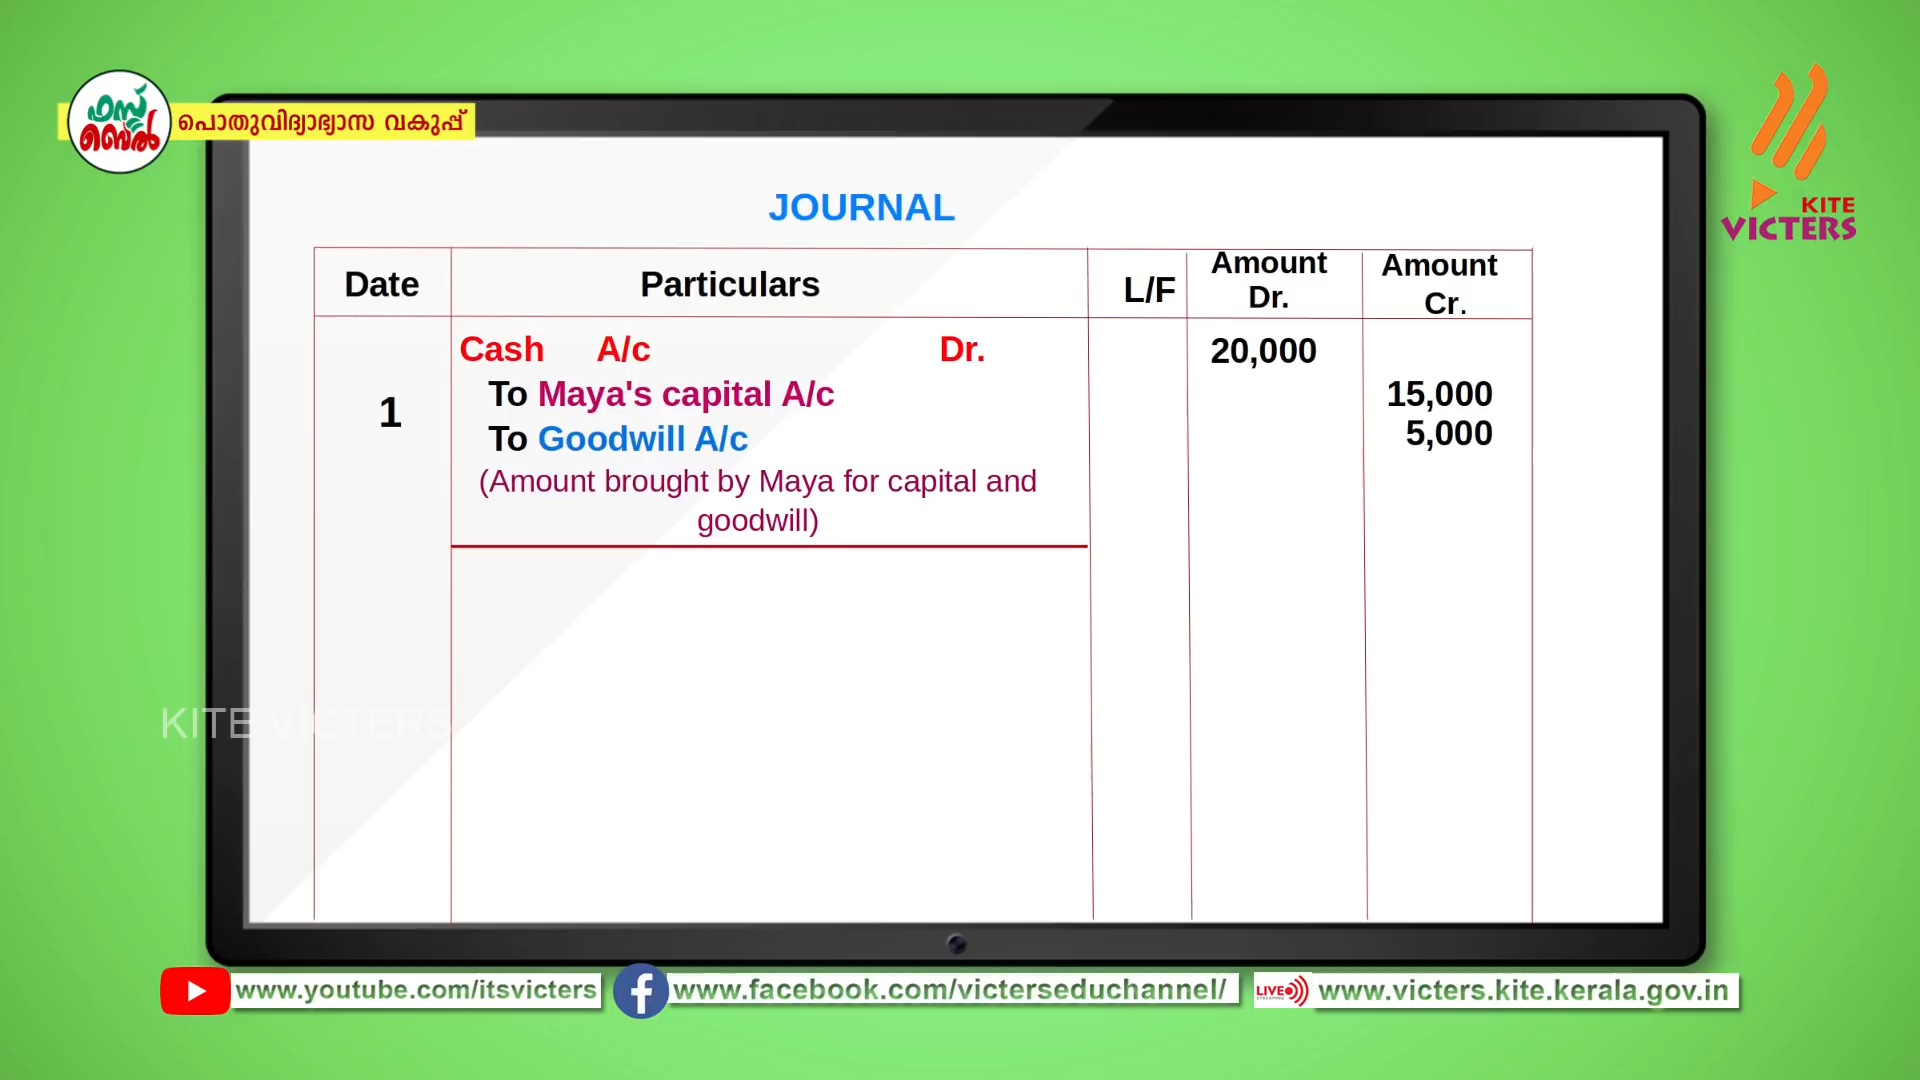 ഫസ്റ്റ്
ബെൽ
പൊതുവിദ്യാഭ്യാസ വകുപ്പ്
KITE
VICTERS
JOURNAL
Date Particulars L/F Amount Dr. Amount Cr.
Cash A/c Dr. 20,000
1 To Maya's capital A/c 15,000
To Goodwill A/c 5,000
(Amount brought by Maya for capital and
goodwill)
KITE VICTERS
www.youtube.com/itsvicters www.facebook.com/victerseduchannel/ LIVE STREAMING www.victers.kite.kerala.gov.in